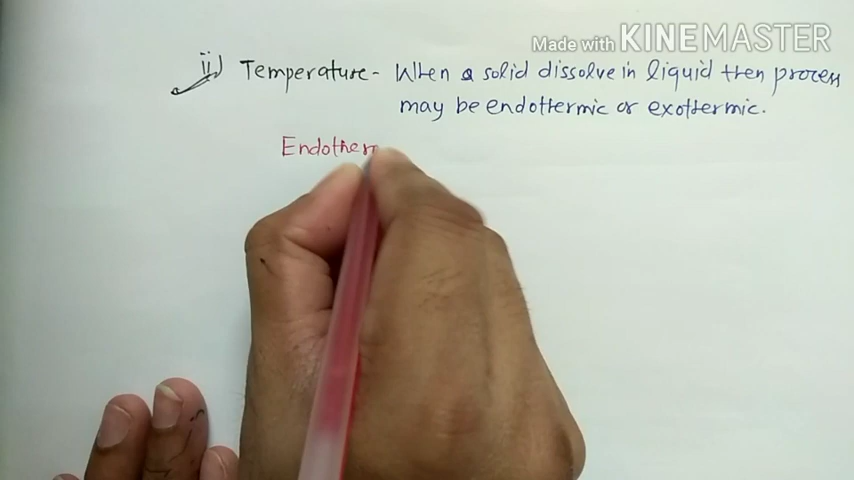 Made with KINEMASTER
ii) Temperature - When a solid dissolve in liquid then process
may be endothermic or exothermic.
Endother